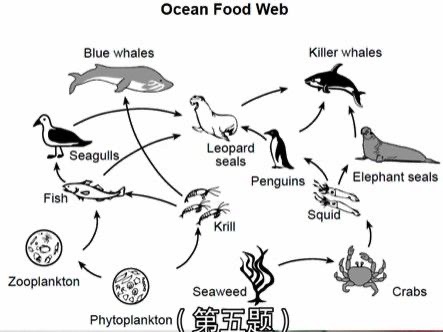 Ocean Food Web
Blue whales
Killer whales
Seagulls
Leopard
seals
Penguins
Elephant seals
Fish
Krill
Squid
Zooplankton
Phytoplankton
Seaweed
Crabs
(第五题)